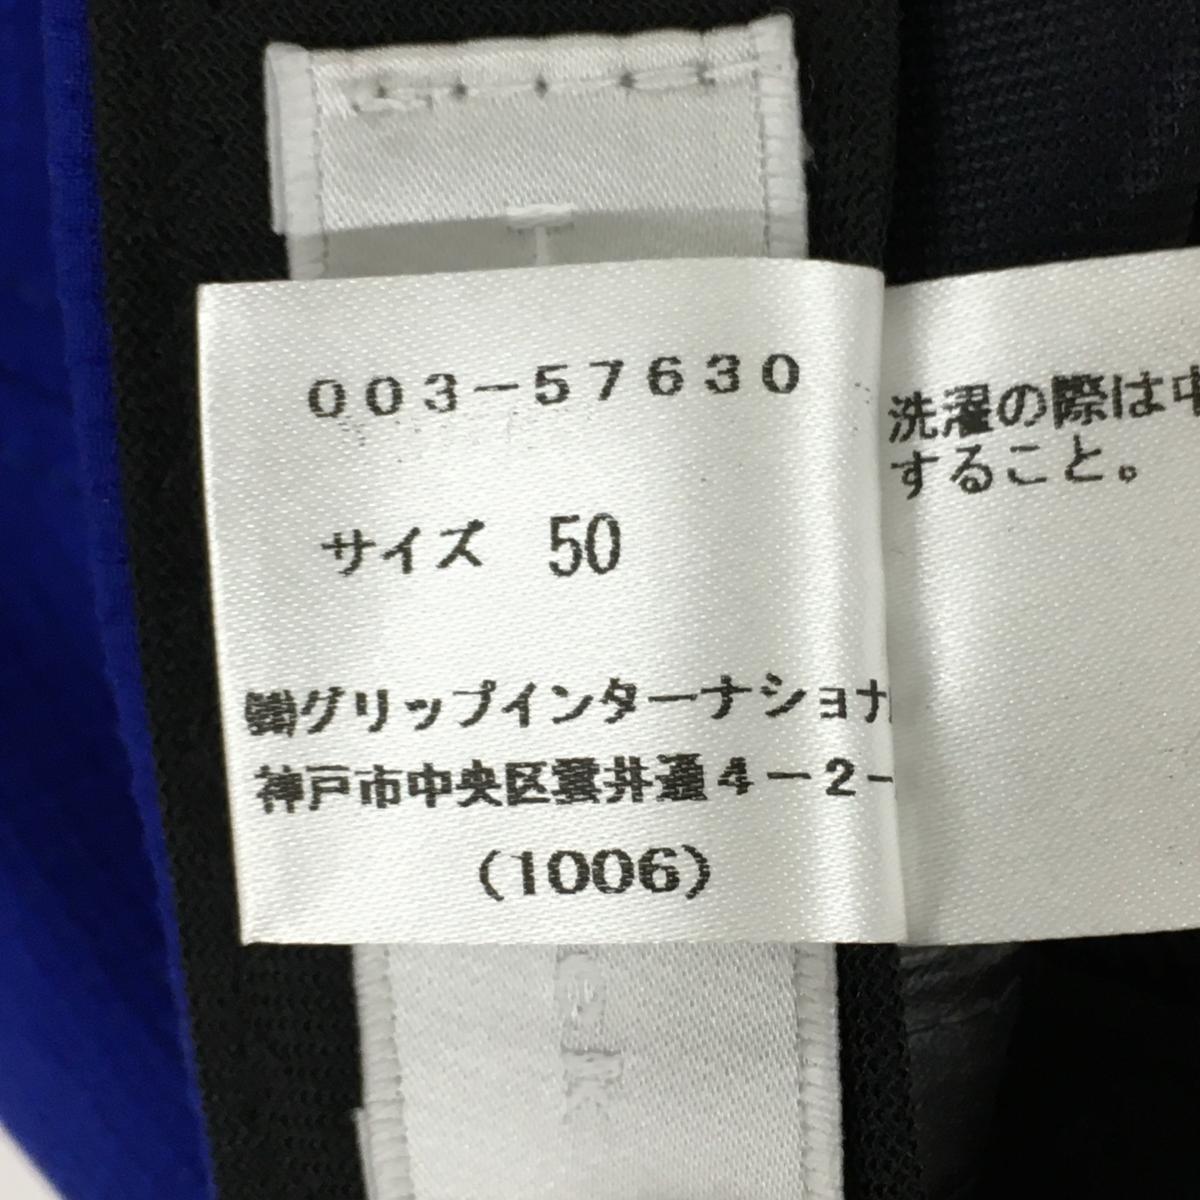 003-57630
サイズ 50
㈱グリップインターナショナ
神戸市中央区雲井通4-2-
(1006)
洗濯の際は中
すること。